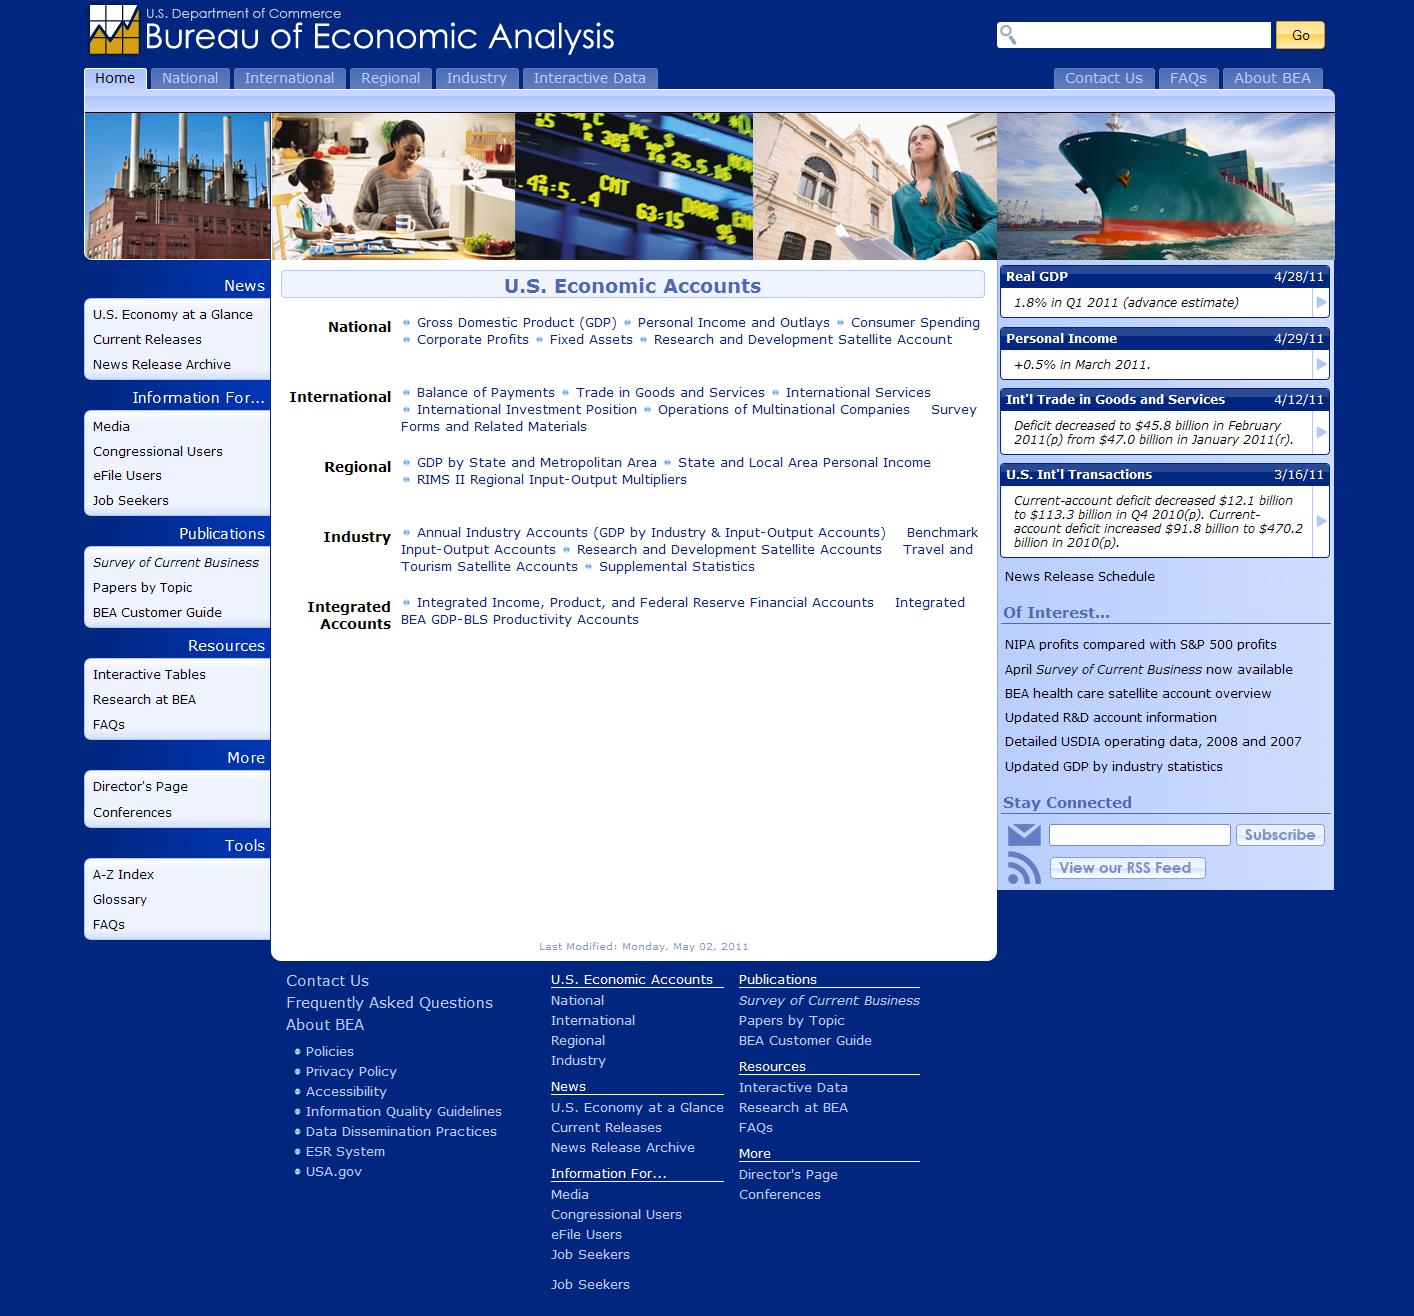 U.S. Department of Commerce
Bureau of Economic Analysis
Go
Home
National
International
Regional
Industry
Interactive Data
Contact Us
FAQs
About BEA
CMT
63:15
News
U.S. Economy at a Glance
Current Releases
News Release Archive
Information For...
Media
Congressional Users
eFile Users
Job Seekers
Publications
Survey of Current Business
Papers by Topic
BEA Customer Guide
Resources
Interactive Tables
Research at BEA
FAQs
More
Director's Page
Conferences
Tools
A-Z Index
Glossary
FAQs
U.S. Economic Accounts
National
Gross Domestic Product (GDP) Personal Income and Outlays Consumer Spending
Corporate Profits Fixed Assets Research and Development Satellite Account
International
Balance of Payments Trade in Goods and Services International Services
International Investment Position Operations of Multinational Companies Survey
Forms and Related Materials
Regional
GDP by State and Metropolitan Area State and Local Area Personal Income
RIMS II Regional Input-Output Multipliers
Industry
Annual Industry Accounts (GDP by Industry & Input-Output Accounts) Benchmark
Input-Output Accounts Research and Development Satellite Accounts Travel and
Tourism Satellite Accounts Supplemental Statistics
Integrated
Accounts
Integrated Income, Product, and Federal Reserve Financial Accounts Integrated
BEA GDP-BLS Productivity Accounts
Last Modified: Monday, May 02, 2011
Real GDP 4/28/11
1.8% in Q1 2011 (advance estimate)
Personal Income 4/29/11
+0.5% in March 2011.
Int'l Trade in Goods and Services 4/12/11
Deficit decreased to $45.8 billion in February
2011(p) from $47.0 billion in January 2011(r).
U.S. Int'l Transactions 3/16/11
Current-account deficit decreased $12.1 billion
to $113.3 billion in Q4 2010(p). Current-
account deficit increased $91.8 billion to $470.2
billion in 2010(p).
News Release Schedule
Of Interest...
NIPA profits compared with S&P 500 profits
April Survey of Current Business now available
BEA health care satellite account overview
Updated R&D account information
Detailed USDIA operating data, 2008 and 2007
Updated GDP by industry statistics
Stay Connected
Subscribe
View our RSS Feed
Contact Us
Frequently Asked Questions
About BEA
Policies
Privacy Policy
Accessibility
Information Quality Guidelines
Data Dissemination Practices
ESR System
USA.gov
U.S. Economic Accounts
National
International
Regional
Industry
News
U.S. Economy at a Glance
Current Releases
News Release Archive
Information For...
Media
Congressional Users
eFile Users
Job Seekers
Job Seekers
Publications
Survey of Current Business
Papers by Topic
BEA Customer Guide
Resources
Interactive Data
Research at BEA
FAQs
More
Director's Page
Conferences